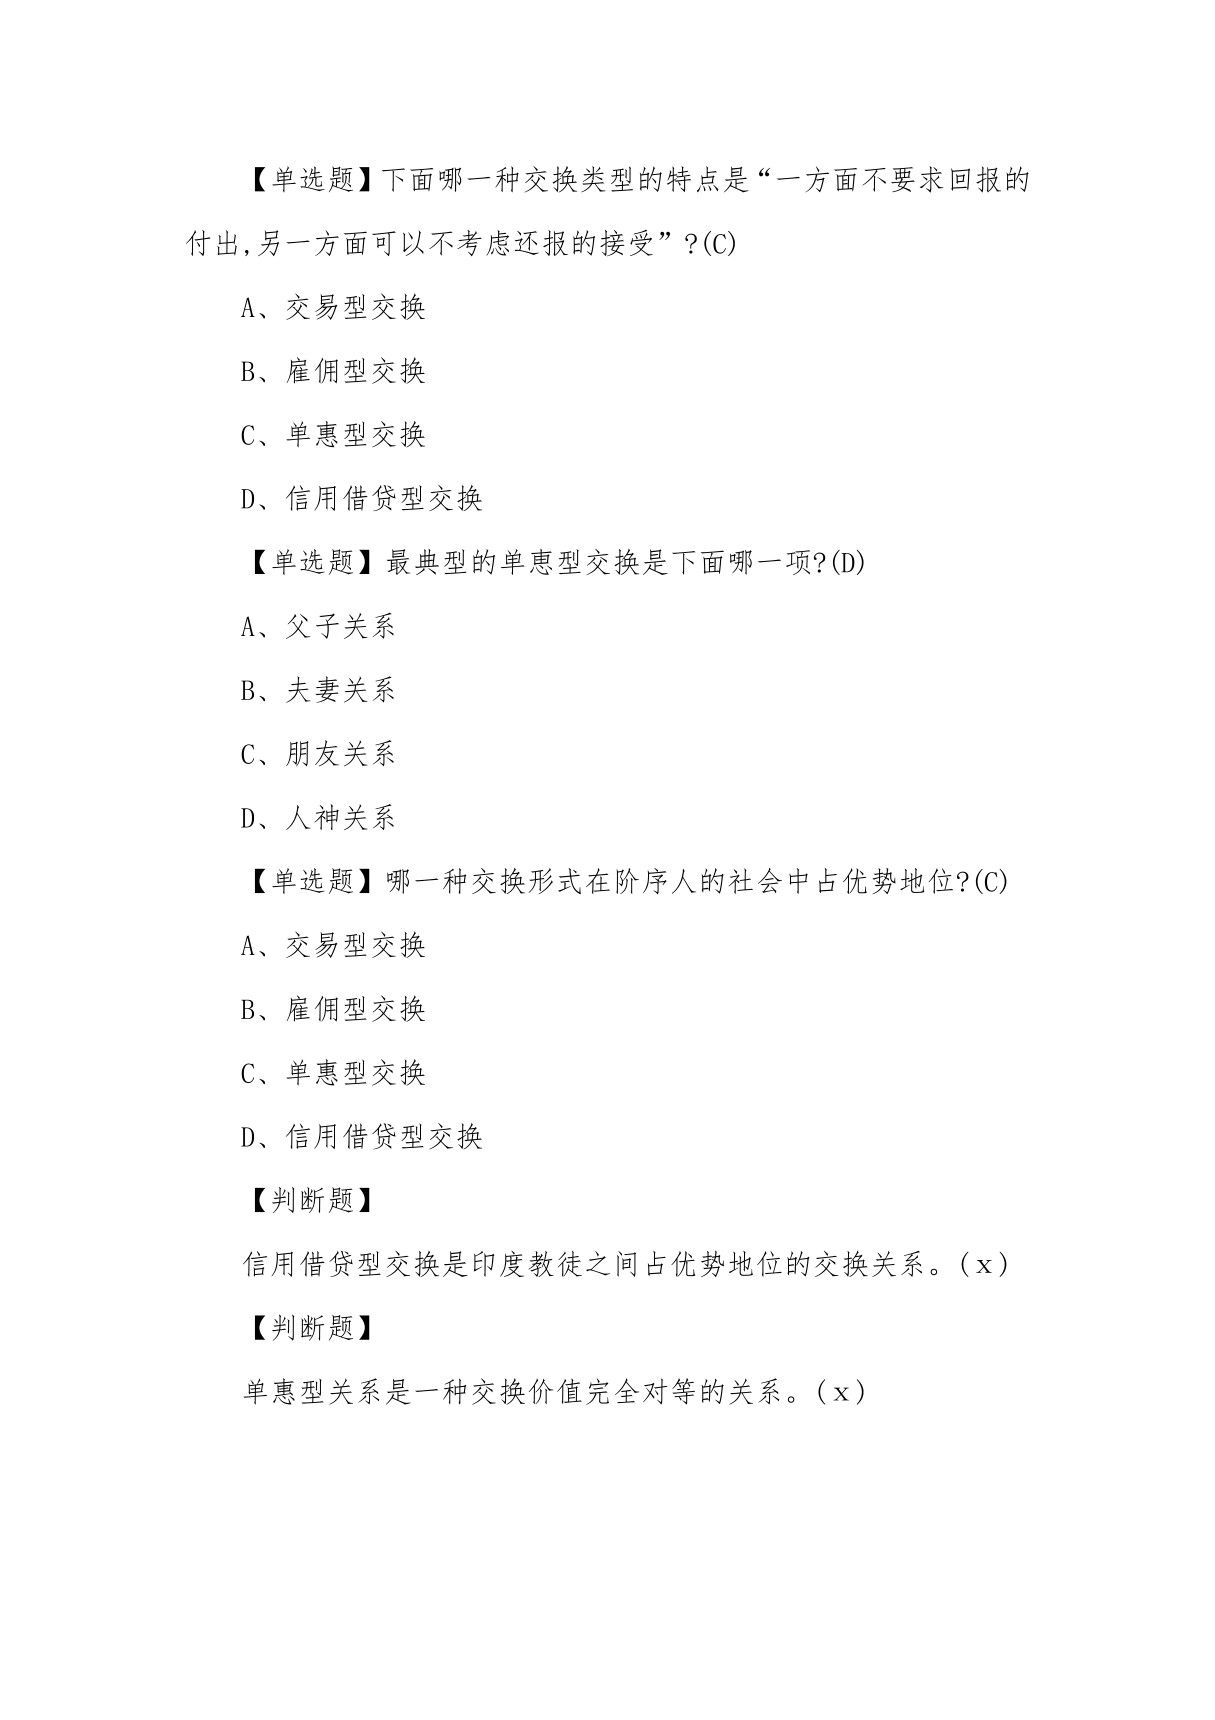 【单选题】下面哪一种交换类型的特点是“一方面不要求回报的
付出,另一方面可以不考虑还报的接受”?(C)
A、交易型交换
B、雇佣型交换
C、单惠型交换
D、信用借贷型交换
【单选题】最典型的单惠型交换是下面哪一项?(D)
A、父子关系
B、夫妻关系
C、朋友关系
D、人神关系
【单选题】哪一种交换形式在阶序人的社会中占优势地位?(C)
A、交易型交换
B、雇佣型交换
C、单惠型交换
D、信用借贷型交换
【判断题】
信用借贷型交换是印度教徒之间占优势地位的交换关系。(x)
【判断题】
单惠型关系是一种交换价值完全对等的关系。(x)